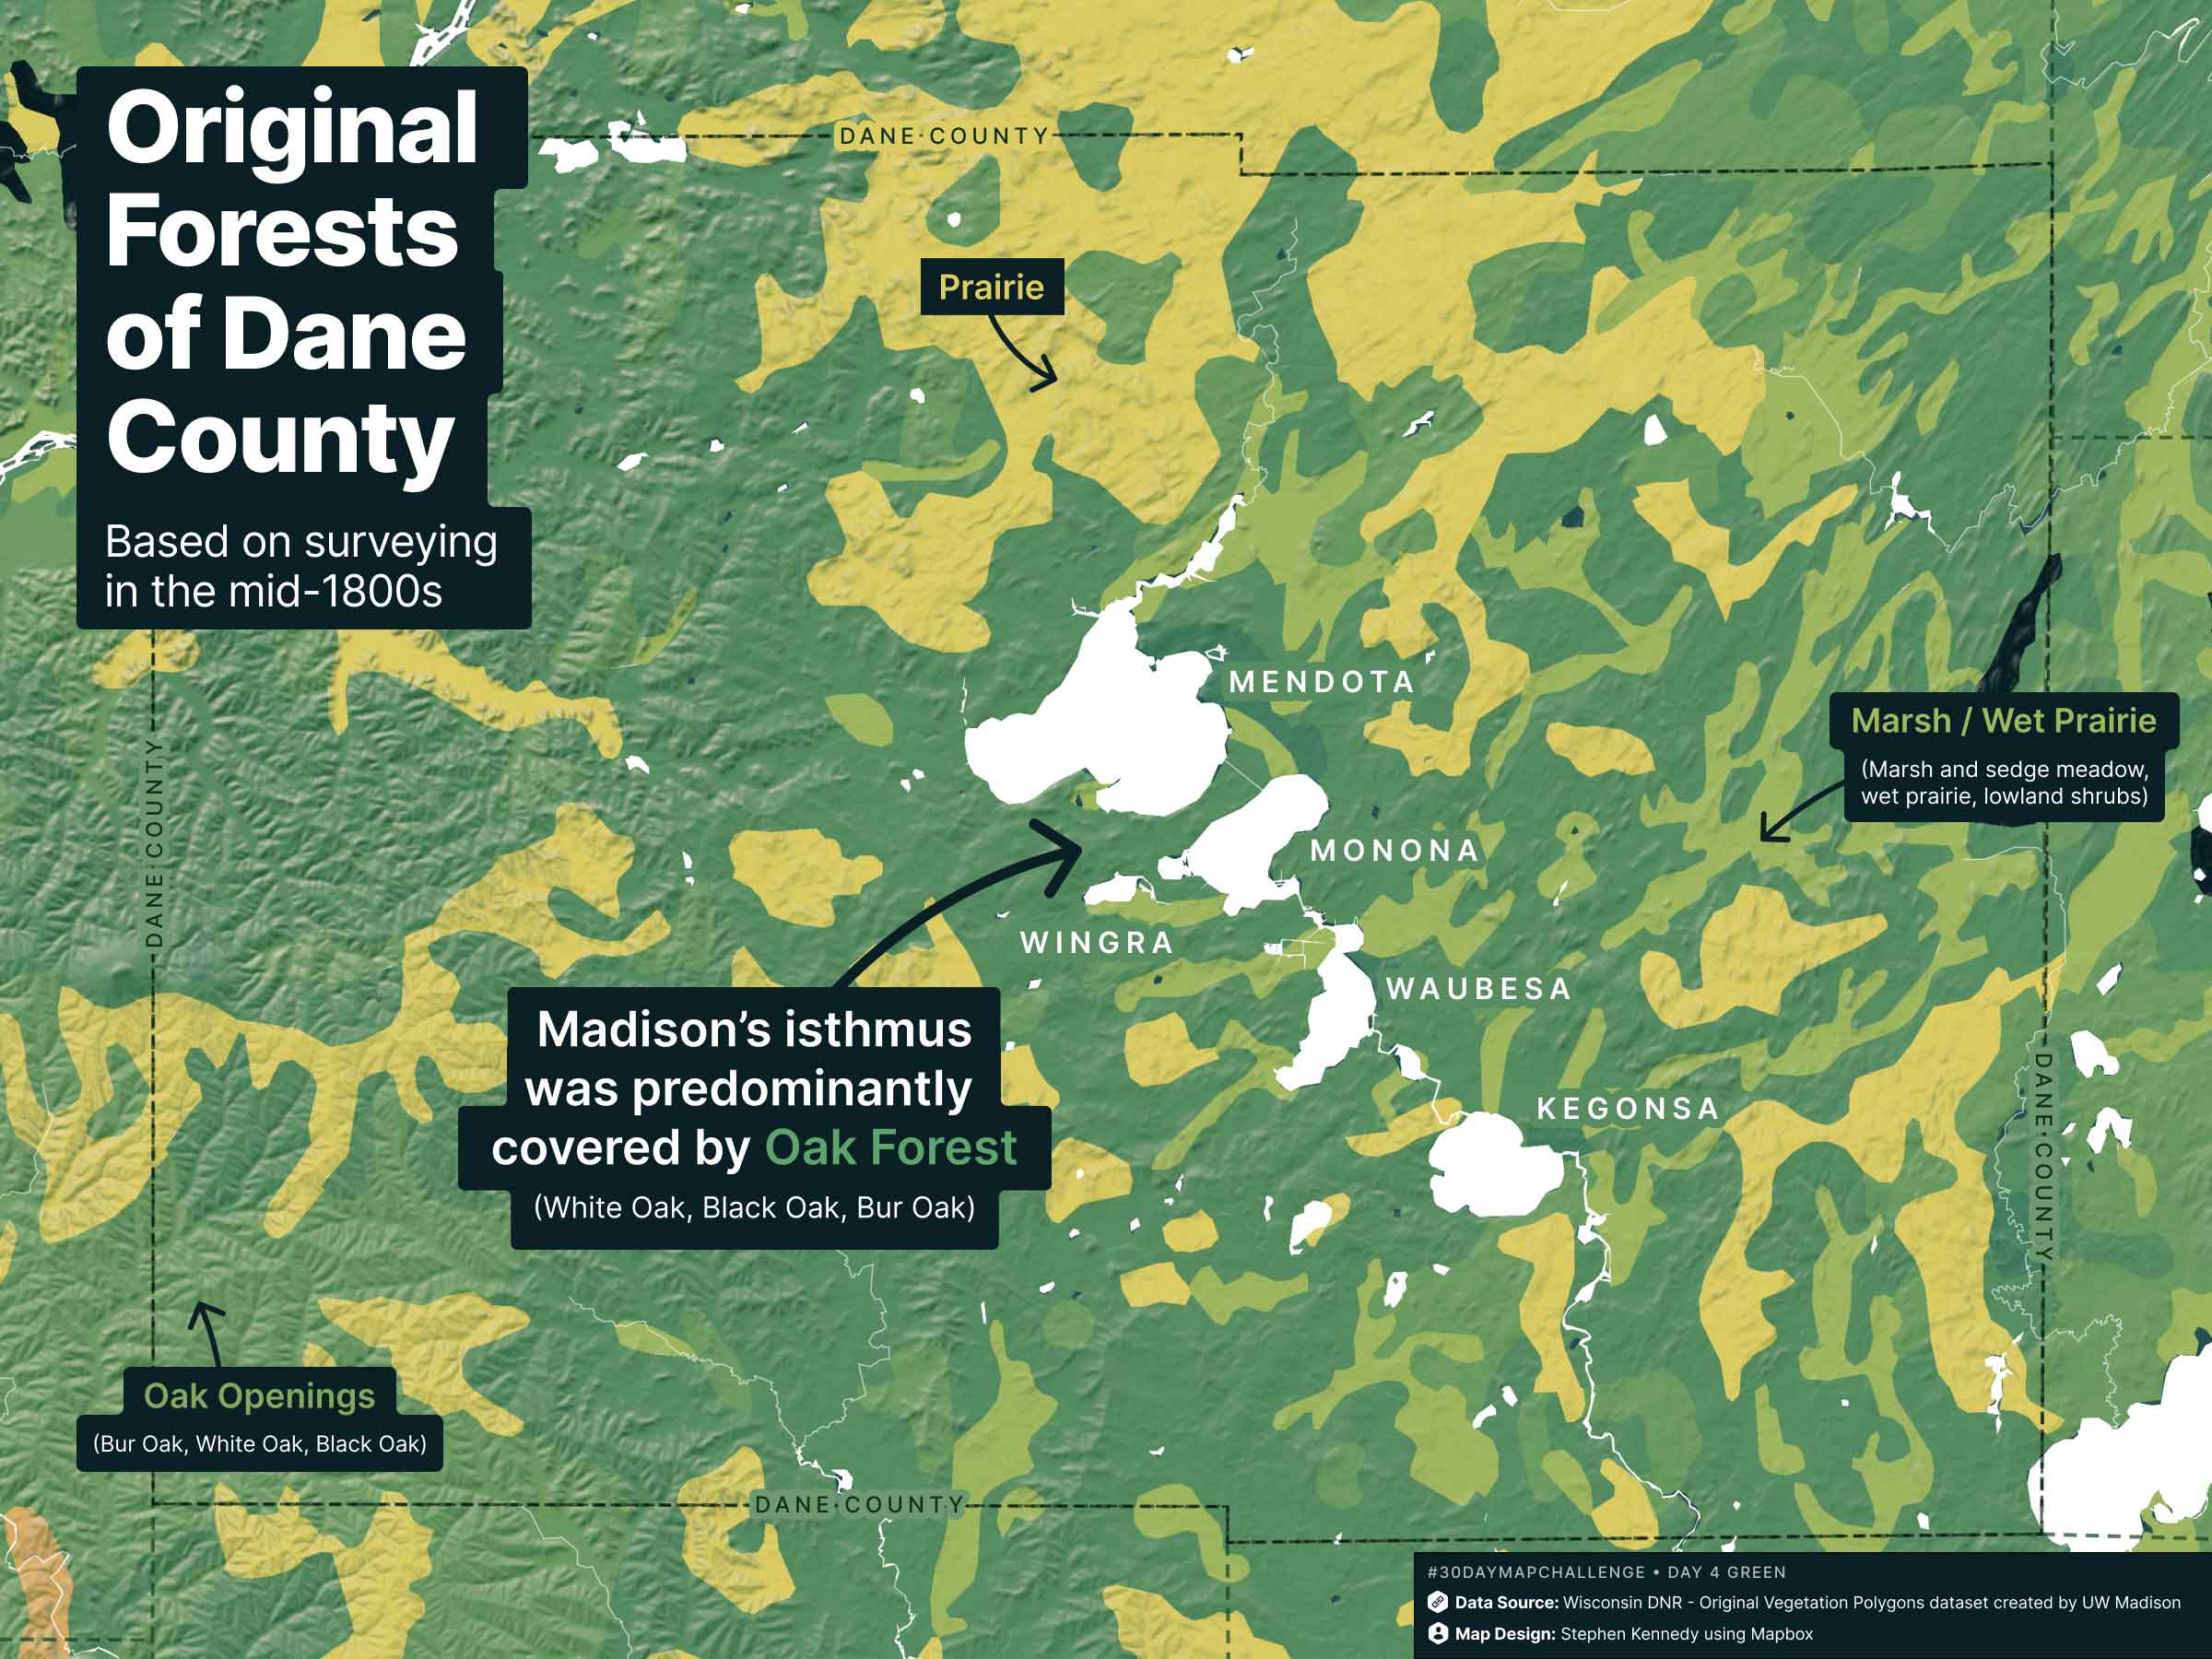 Original
Forests
of Dane
County
Based on surveying
in the mid-1800s
DANE·COUNTY
Prairie
MENDOTA
Marsh / Wet Prairie
(Marsh and sedge meadow,
wet prairie, lowland shrubs)
DANE·COUNTY
MONONA
WINGRA
WAUBESA
Madison’s isthmus
was predominantly
covered by Oak Forest
(White Oak, Black Oak, Bur Oak)
KEGONSA
DANE·COUNTY
Oak Openings
(Bur Oak, White Oak, Black Oak)
DANE·COUNTY
#30DAYMAPCHALLENGE • DAY 4 GREEN
Data Source: Wisconsin DNR - Original Vegetation Polygons dataset created by UW Madison
Map Design: Stephen Kennedy using Mapbox